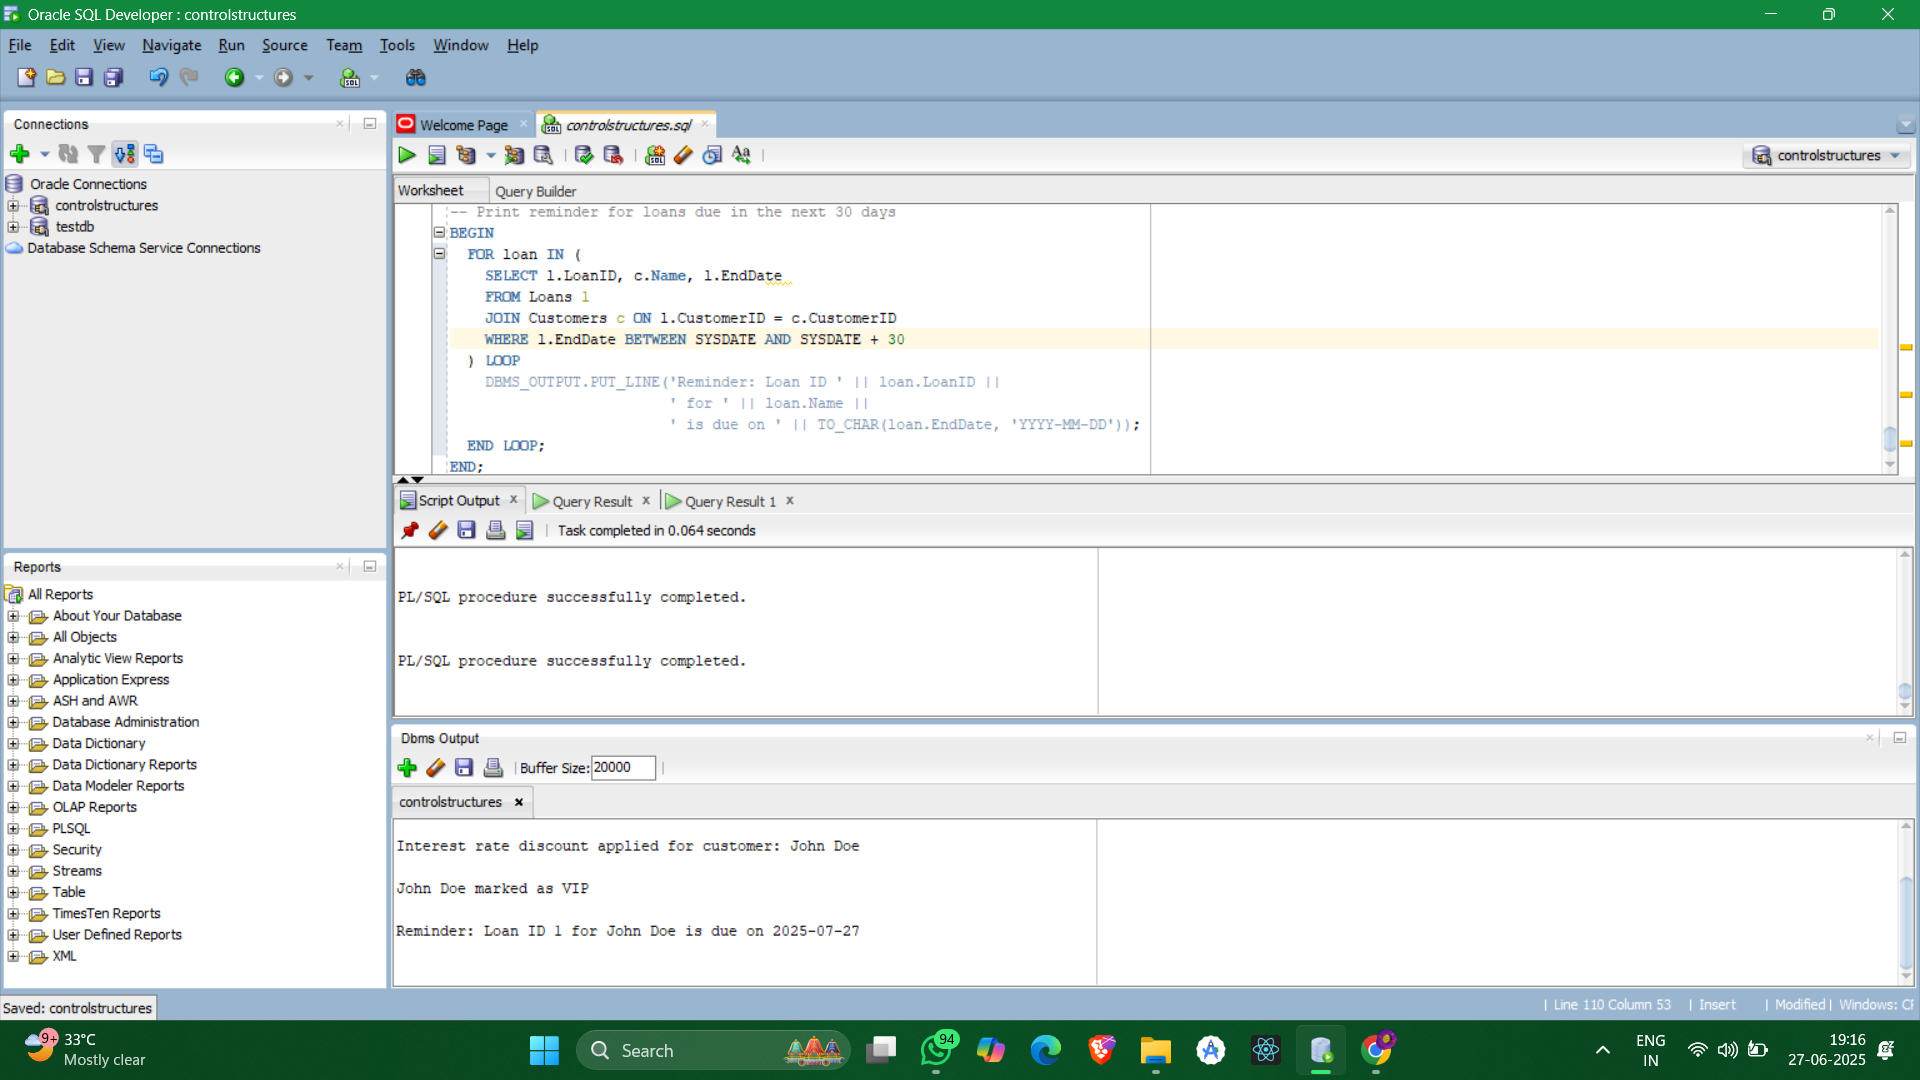 Oracle SQL Developer : controlstructures
File Edit View Navigate Run Source Team Tools Window Help
Connections
Oracle Connections
controlstructures
testdb
Database Schema Service Connections
Reports
All Reports
About Your Database
All Objects
Analytic View Reports
Application Express
ASH and AWR
Database Administration
Data Dictionary
Data Dictionary Reports
Data Modeler Reports
OLAP Reports
PLSQL
Security
Streams
Table
TimesTen Reports
User Defined Reports
XML
Welcome Page controlstructures.sql
controlstructures
Worksheet Query Builder
-- Print reminder for loans due in the next 30 days
BEGIN
FOR loan IN (
SELECT l.LoanID, c.Name, l.EndDate
FROM Loans l
JOIN Customers c ON l.CustomerID = c.CustomerID
WHERE l.EndDate BETWEEN SYSDATE AND SYSDATE + 30
) LOOP
DBMS_OUTPUT.PUT_LINE('Reminder: Loan ID ' || loan.LoanID ||
' for ' || loan.Name ||
' is due on ' || TO_CHAR(loan.EndDate, 'YYYY-MM-DD'));
END LOOP;
END;
Script Output Query Result Query Result 1
Task completed in 0.064 seconds
PL/SQL procedure successfully completed.
PL/SQL procedure successfully completed.
Dbms Output
Buffer Size: 20000
controlstructures
Interest rate discount applied for customer: John Doe
John Doe marked as VIP
Reminder: Loan ID 1 for John Doe is due on 2025-07-27
Saved: controlstructures
Line 110 Column 53 | Insert | Modified | Windows: CF
9+
33°C
Mostly clear
Search
94
ENG
IN
19:16
27-06-2025